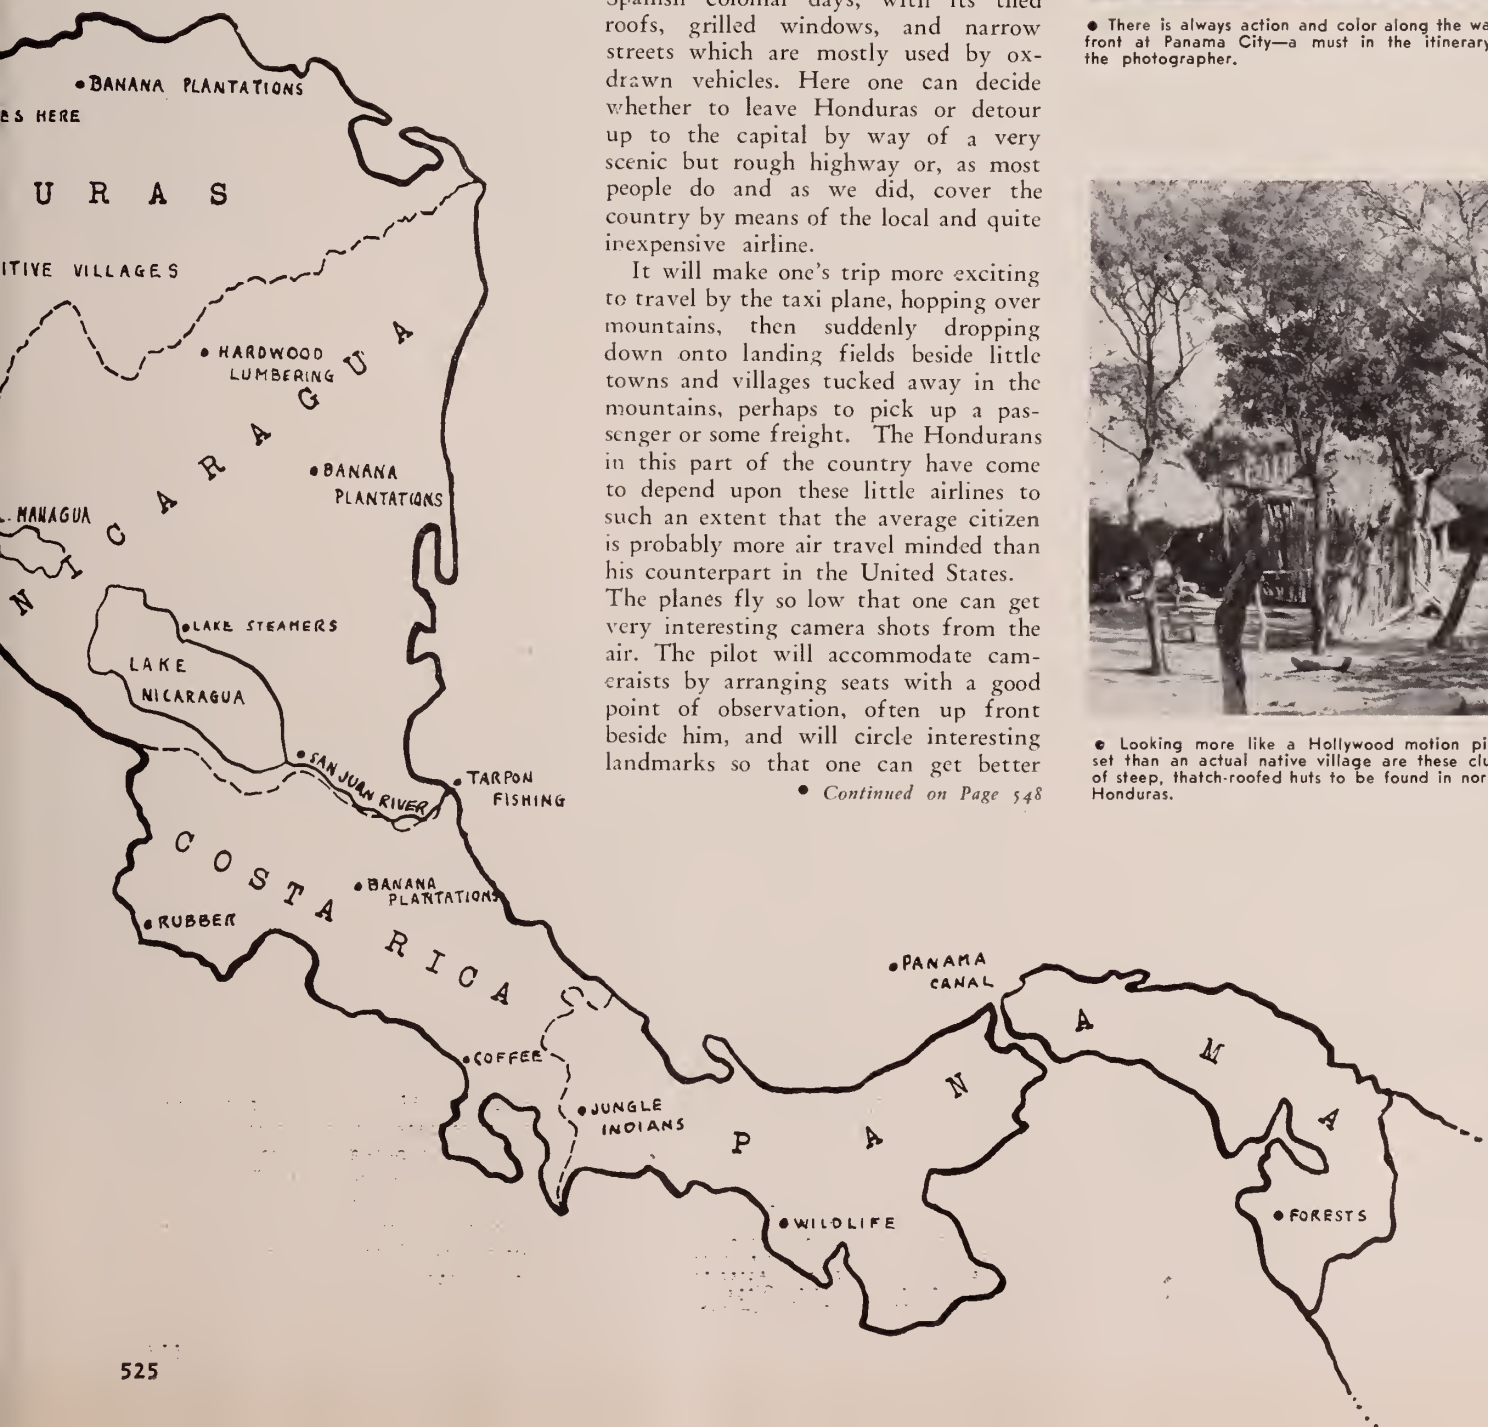 BANANA PLANTATIONS
HERE
URAS
VILLAGES
HARDWOOD
LUMBERING
NICARAGUA
BANANA
PLANTATIONS
L. MANAGUA
LAKE STEAMERS
LAKE
NICARAGUA
SAN JUAN RIVER
TARPON
FISHING
COSTA RICA
BANANA
PLANTATIONS
RUBBER
COFFEE
JUNGLE
INDIANS
PANAMA
CANAL
PANAMA
WILDLIFE
FORESTS
525
Spanish colonial days, with its tiled
roofs, grilled windows, and narrow
streets which are mostly used by ox-
drawn vehicles. Here one can decide
whether to leave Honduras or detour
up to the capital by way of a very
scenic but rough highway or, as most
people do and as we did, cover the
country by means of the local and quite
inexpensive airline.
It will make one's trip more exciting
to travel by the taxi plane, hopping over
mountains, then suddenly dropping
down onto landing fields beside little
towns and villages tucked away in the
mountains, perhaps to pick up a pas-
senger or some freight. The Hondurans
in this part of the country have come
to depend upon these little airlines to
such an extent that the average citizen
is probably more air travel minded than
his counterpart in the United States.
The planes fly so low that one can get
very interesting camera shots from the
air. The pilot will accommodate cam-
eraists by arranging seats with a good
point of observation, often up front
beside him, and will circle interesting
landmarks so that one can get better
• Continued on Page 548
• There is always action and color along the wa
front at Panama City—a must in the itinerary
the photographer.
• Looking more like a Hollywood motion pi
set than an actual native village are these clu
of steep, thatch-roofed huts to be found in nor
Honduras.